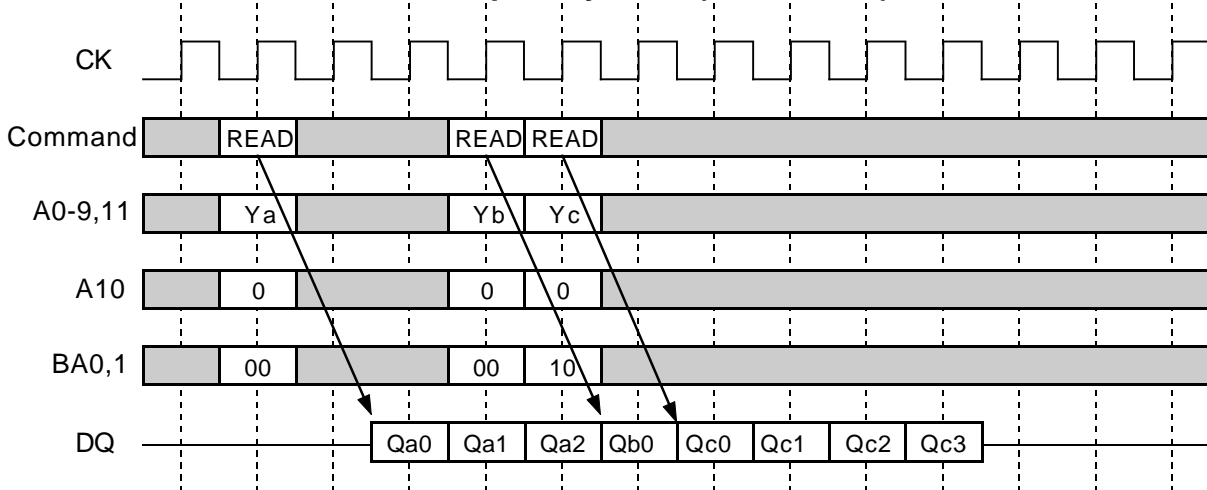 CK
Command READ READ READ
A0-9,11 Ya Yb Yc
A10 0 0 0
BA0,1 00 00 10
DQ Qa0 Qa1 Qa2 Qb0 Qc0 Qc1 Qc2 Qc3